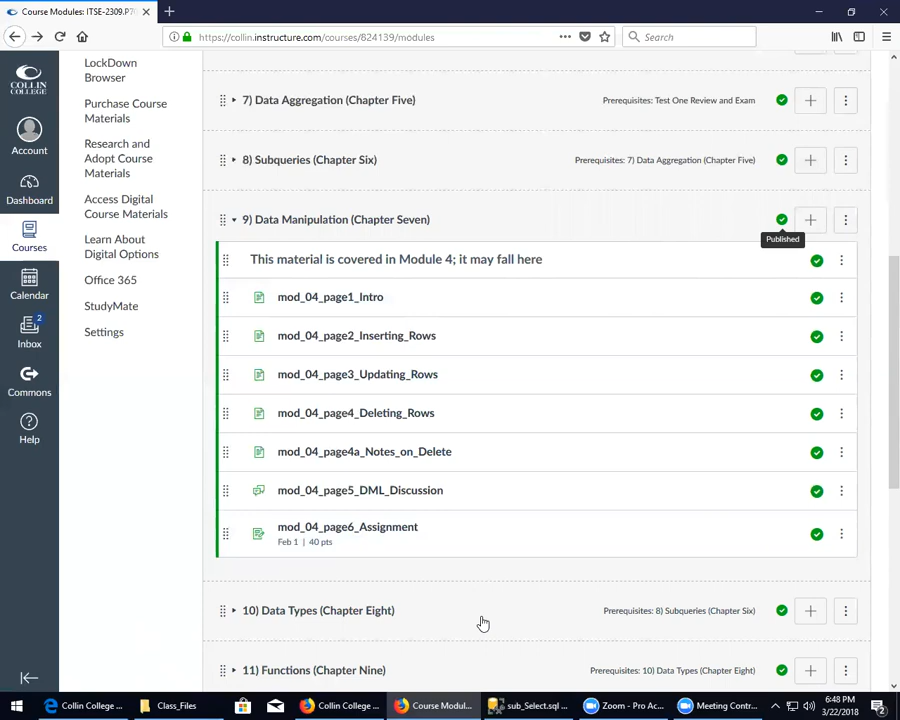 Course Modules: ITSE-2309.P70
https://collin.instructure.com/courses/824139/modules
Search
COLLIN COLLEGE
Account
Dashboard
Courses
Calendar
2
Inbox
Commons
Help
LockDown
Browser
Purchase Course
Materials
Research and
Adopt Course
Materials
Access Digital
Course Materials
Learn About
Digital Options
Office 365
StudyMate
Settings
7) Data Aggregation (Chapter Five)
Prerequisites: Test One Review and Exam
8) Subqueries (Chapter Six)
Prerequisites: 7) Data Aggregation (Chapter Five)
9) Data Manipulation (Chapter Seven)
Published
This material is covered in Module 4; it may fall here
mod_04_page1_Intro
mod_04_page2_Inserting_Rows
mod_04_page3_Updating_Rows
mod_04_page4_Deleting_Rows
mod_04_page4a_Notes_on_Delete
mod_04_page5_DML_Discussion
mod_04_page6_Assignment
Feb 1 | 40 pts
10) Data Types (Chapter Eight)
Prerequisites: 8) Subqueries (Chapter Six)
11) Functions (Chapter Nine)
Prerequisites: 10) Data Types (Chapter Eight)
Collin College ...
Class_Files
Collin College ...
Course Modul...
sub_Select.sql ...
Zoom - Pro Ac...
Meeting Contr...
6:48 PM
3/22/2018
2